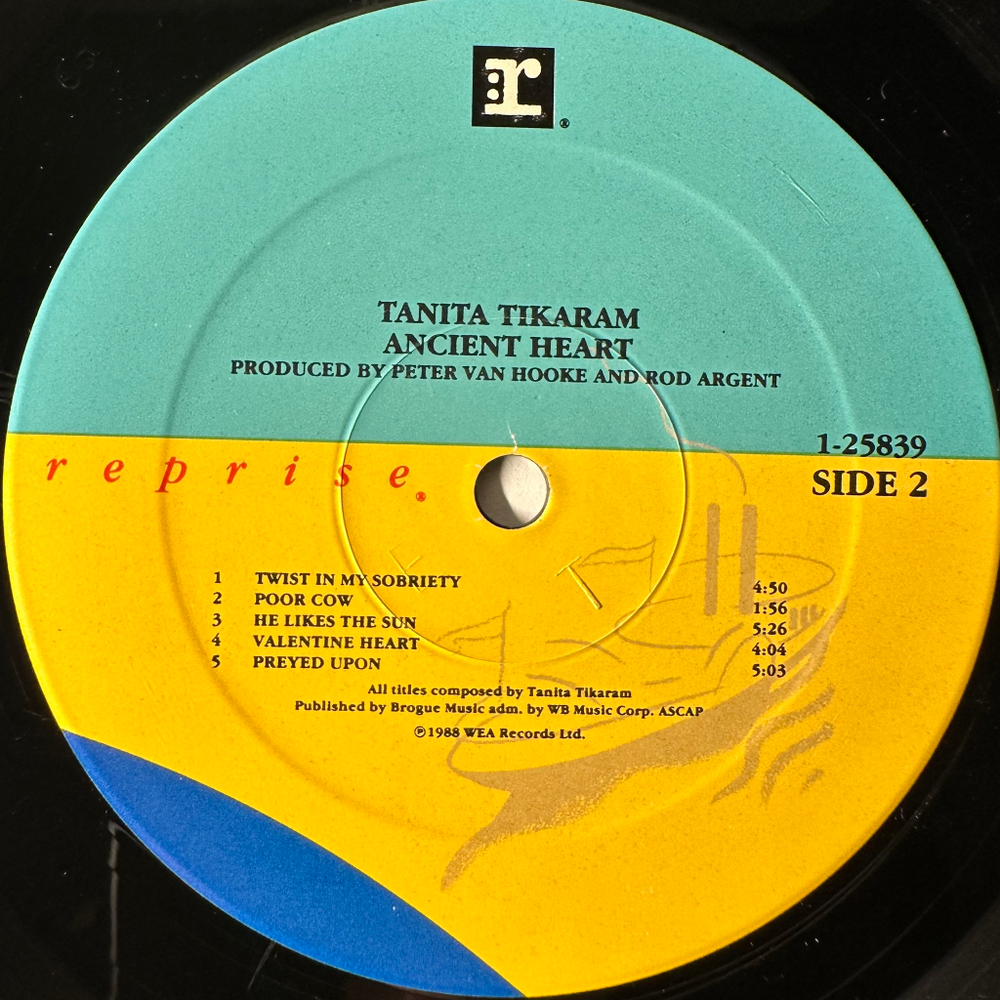 r
®
TANITA TIKARAM
ANCIENT HEART
PRODUCED BY PETER VAN HOOKE AND ROD ARGENT
1-25839
reprise®
SIDE 2
1 TWIST IN MY SOBRIETY 4:50
2 POOR COW 1:56
3 HE LIKES THE SUN 5:26
4 VALENTINE HEART 4:04
5 PREYED UPON 5:03
All titles composed by Tanita Tikaram
Published by Brogue Music adm. by WB Music Corp. ASCAP
℗1988 WEA Records Ltd.